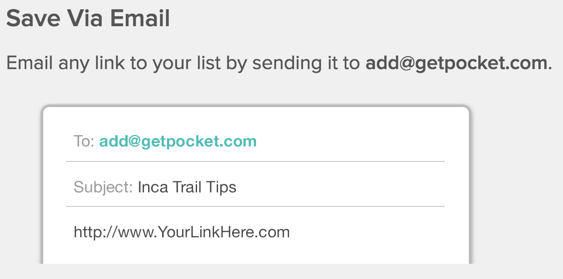 Save Via Email
Email any link to your list by sending it to add@getpocket.com.
To: add@getpocket.com
Subject: Inca Trail Tips
http://www.YourLinkHere.com